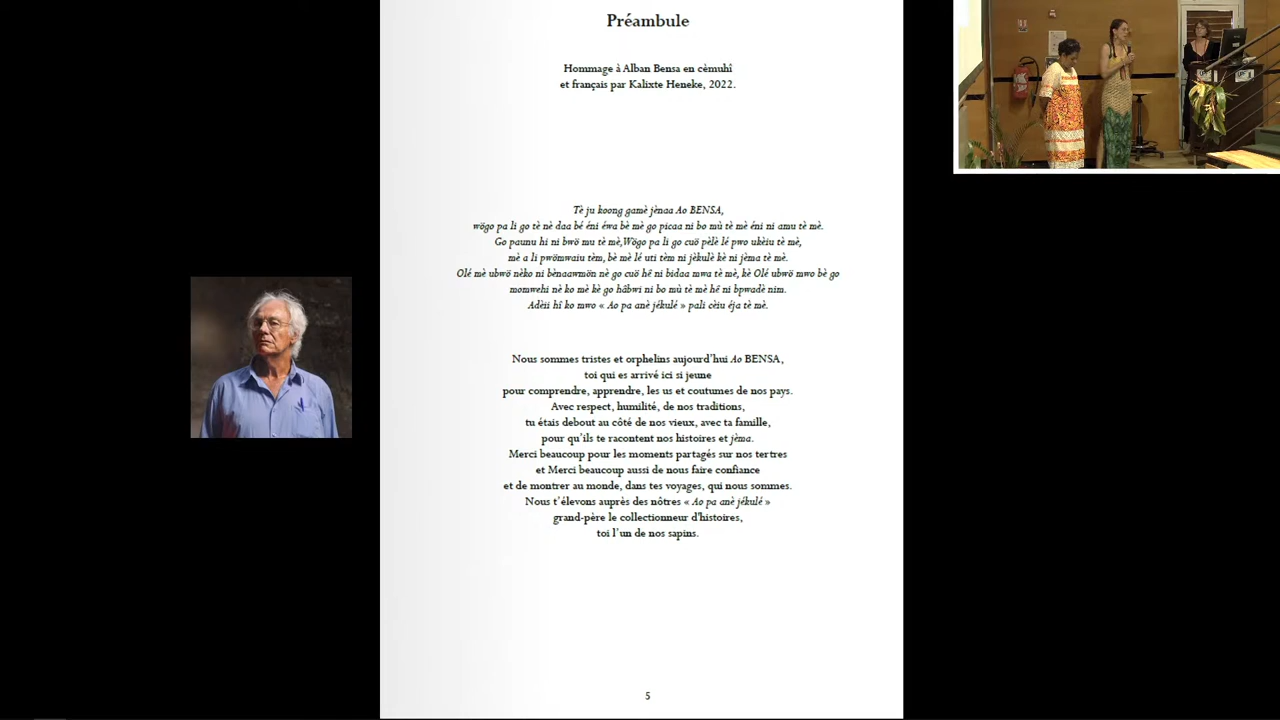 Préambule
Hommage à Alban Bensa en cèmuhî
et français par Kalixte Heneke, 2022.
Tè ju koong gamè jènaa Ao BENSA,
wögo pa li go tè nè daa bé éni éwa bè mè go picaa ni bo mù tè mè éni ni amu tè mè.
Go paunu hi ni bwö mu tè mè,Wögo pa li go cuö pèlè lé pwo ukèiu tè mè,
mè a li pwömwaiu tèm, bè mè lé uti tèm ni jèkulè kè ni jèma tè mè.
Olé mè ubwö nèko ni bènaawmön nè go cuö hê ni bidaa mwa tè mè, kè Olé ubwö mwo bè go
momwehi nè ko mè kè go hâbwi ni bo mù tè mè hê ni bpwadè nim.
Adèii hî ko mwo « Ao pa anè jékulé » pali cèiu éja tè mè.
Nous sommes tristes et orphelins aujourd'hui Ao BENSA,
toi qui es arrivé ici si jeune
pour comprendre, apprendre, les us et coutumes de nos pays.
Avec respect, humilité, de nos traditions,
tu étais debout au côté de nos vieux, avec ta famille,
pour qu'ils te racontent nos histoires et jèma.
Merci beaucoup pour les moments partagés sur nos tertres
et Merci beaucoup aussi de nous faire confiance
et de montrer au monde, dans tes voyages, qui nous sommes.
Nous t'élevons auprès des nôtres « Ao pa anè jékulé »
grand-père le collectionneur d'histoires,
toi l'un de nos sapins.
5